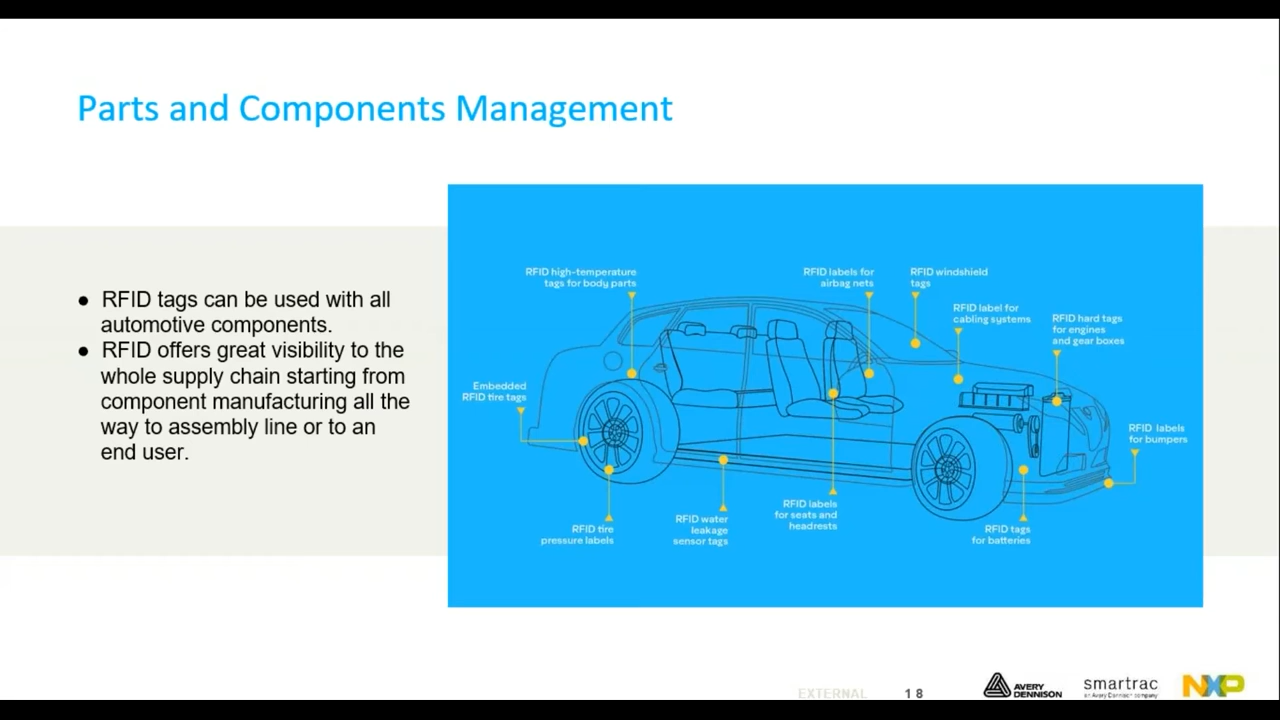 Parts and Components Management
● RFID tags can be used with all
automotive components.
● RFID offers great visibility to the
whole supply chain starting from
component manufacturing all the
way to assembly line or to an
end user.
RFID high-temperature
tags for body parts
RFID labels for
airbag nets
RFID windshield
tags
RFID label for
cabling systems
RFID hard tags
for engines
and gear boxes
Embedded
RFID tire tags
RFID labels
for bumpers
RFID tire
pressure labels
RFID water
leakage
sensor tags
RFID labels
for seats and
headrests
RFID tags
for batteries
EXTERNAL
18
AVERY
DENNISON
smartrac
an Avery Dennison company
NXP